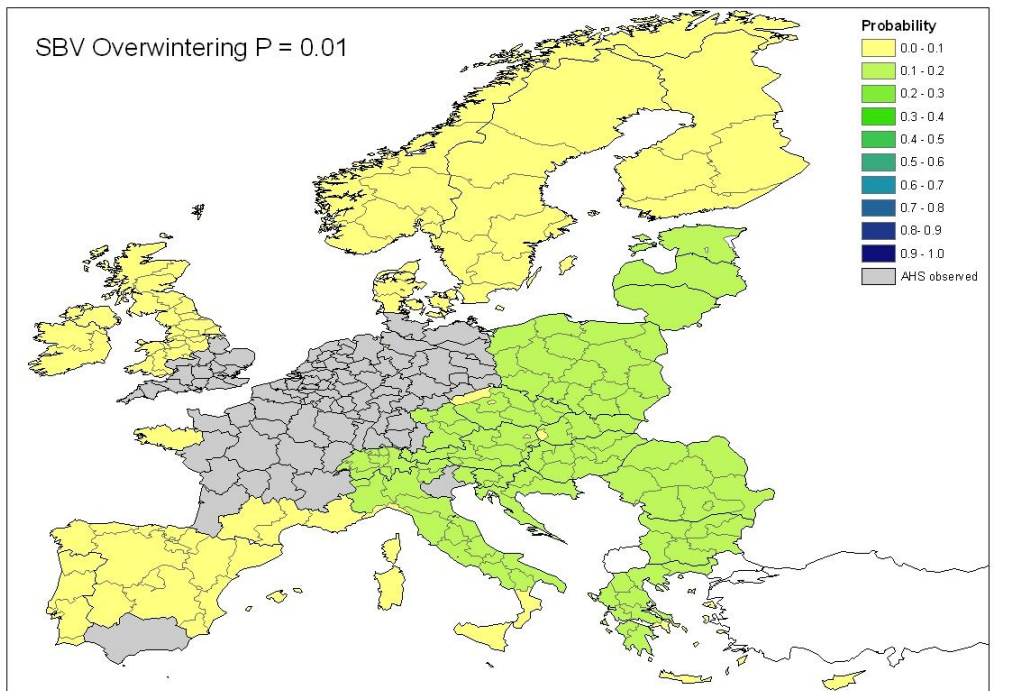 SBV Overwintering P = 0.01
Probability
0.0 - 0.1
0.1 - 0.2
0.2 - 0.3
0.3 - 0.4
0.4 - 0.5
0.5 - 0.6
0.6 - 0.7
0.7 - 0.8
0.8- 0.9
0.9 - 1.0
AHS observed